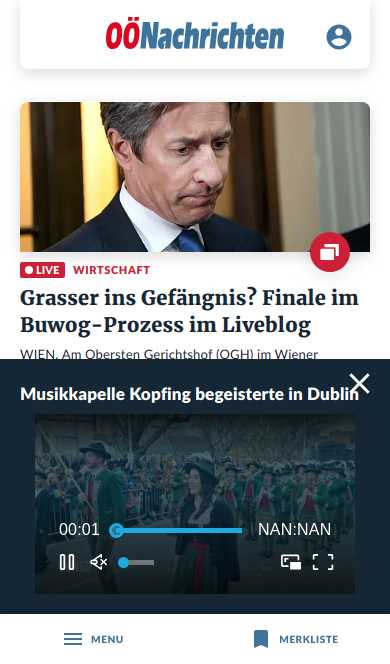 OÖNachrichten
LIVE WIRTSCHAFT
Grasser ins Gefängnis? Finale im
Buwog-Prozess im Liveblog
WIEN. Am Obersten Gerichtshof (OGH) im Wiener
Musikkapelle Kopfing begeisterte in Dublin
00:01 NAN:NAN
MENU MERKLISTE